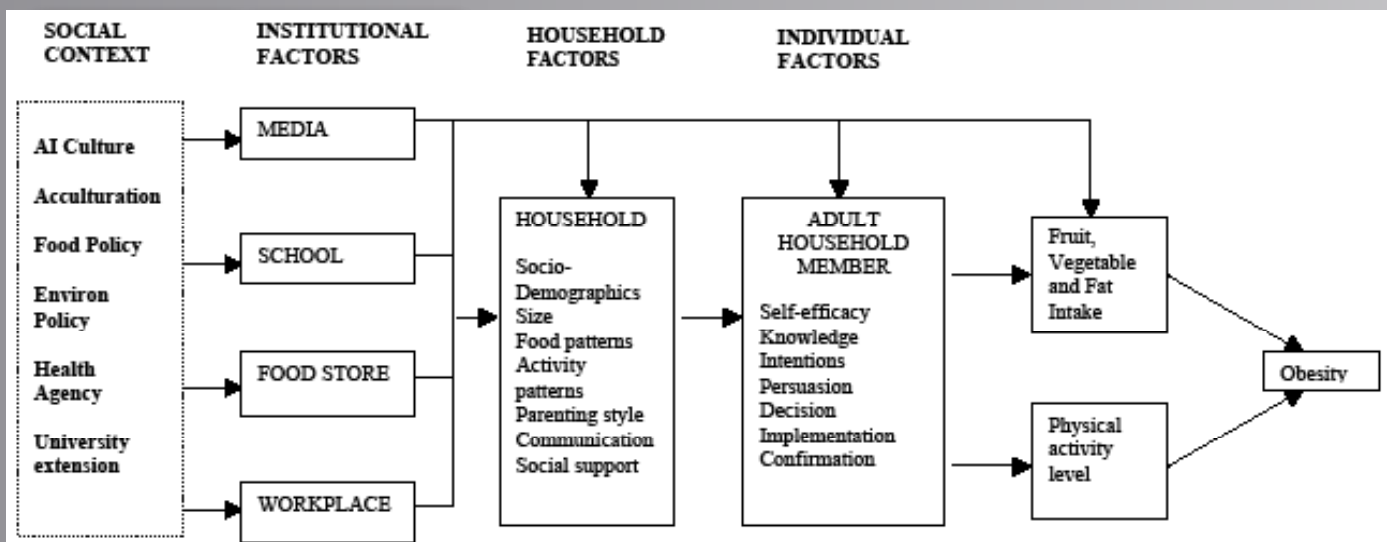 SOCIAL
CONTEXT
INSTITUTIONAL
FACTORS
HOUSEHOLD
FACTORS
INDIVIDUAL
FACTORS
AI Culture
Acculturation
Food Policy
Environ
Policy
Health
Agency
University
extension
MEDIA
SCHOOL
FOOD STORE
WORKPLACE
HOUSEHOLD
Socio-
Demographics
Size
Food patterns
Activity
patterns
Parenting style
Communication
Social support
ADULT
HOUSEHOLD
MEMBER
Self-efficacy
Knowledge
Intentions
Persuasion
Decision
Implementation
Confirmation
Fruit,
Vegetable
and Fat
Intake
Physical
activity
level
Obesity